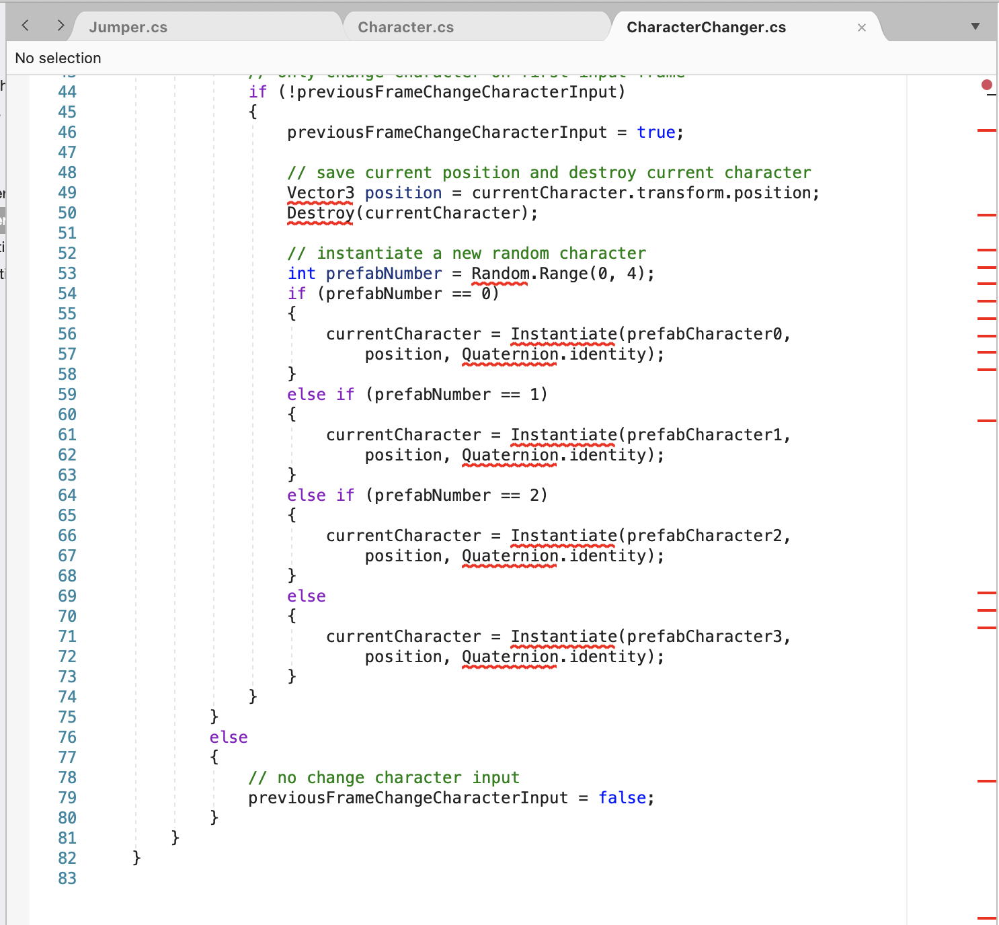 Jumper.cs
Character.cs
CharacterChanger.cs
No selection
44 if (!previousFrameChangeCharacterInput)
45 {
46 previousFrameChangeCharacterInput = true;
47
48 // save current position and destroy current character
49 Vector3 position = currentCharacter.transform.position;
50 Destroy(currentCharacter);
51
52 // instantiate a new random character
53 int prefabNumber = Random.Range(0, 4);
54 if (prefabNumber == 0)
55 {
56 currentCharacter = Instantiate(prefabCharacter0,
57 position, Quaternion.identity);
58 }
59 else if (prefabNumber == 1)
60 {
61 currentCharacter = Instantiate(prefabCharacter1,
62 position, Quaternion.identity);
63 }
64 else if (prefabNumber == 2)
65 {
66 currentCharacter = Instantiate(prefabCharacter2,
67 position, Quaternion.identity);
68 }
69 else
70 {
71 currentCharacter = Instantiate(prefabCharacter3,
72 position, Quaternion.identity);
73 }
74 }
75 }
76 else
77 {
78 // no change character input
79 previousFrameChangeCharacterInput = false;
80 }
81 }
82 }
83